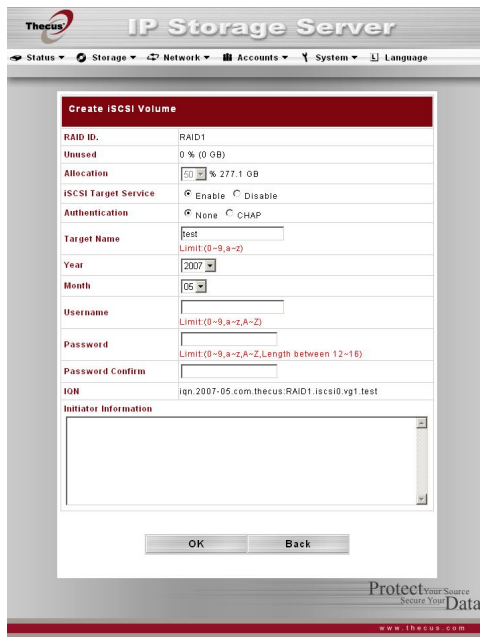 Thecus
IP Storage Server
Status Storage Network Accounts System Language
Create iSCSI Volume
RAID ID. RAID1
Unused 0 % (0 GB)
Allocation 50 % 277.1 GB
iSCSI Target Service Enable Disable
Authentication None CHAP
Target Name test
Limit:(0~9,a~z)
Year 2007
Month 05
Username
Limit:(0~9,a~z,A~Z)
Password
Limit:(0~9,a~z,A~Z,Length between 12~16)
Password Confirm
IQN iqn.2007-05.com.thecus:RAID1.iscsi0.vg1.test
Initiator Information
OK Back
Protect Your Source
Secure Your Data
www.thecus.com